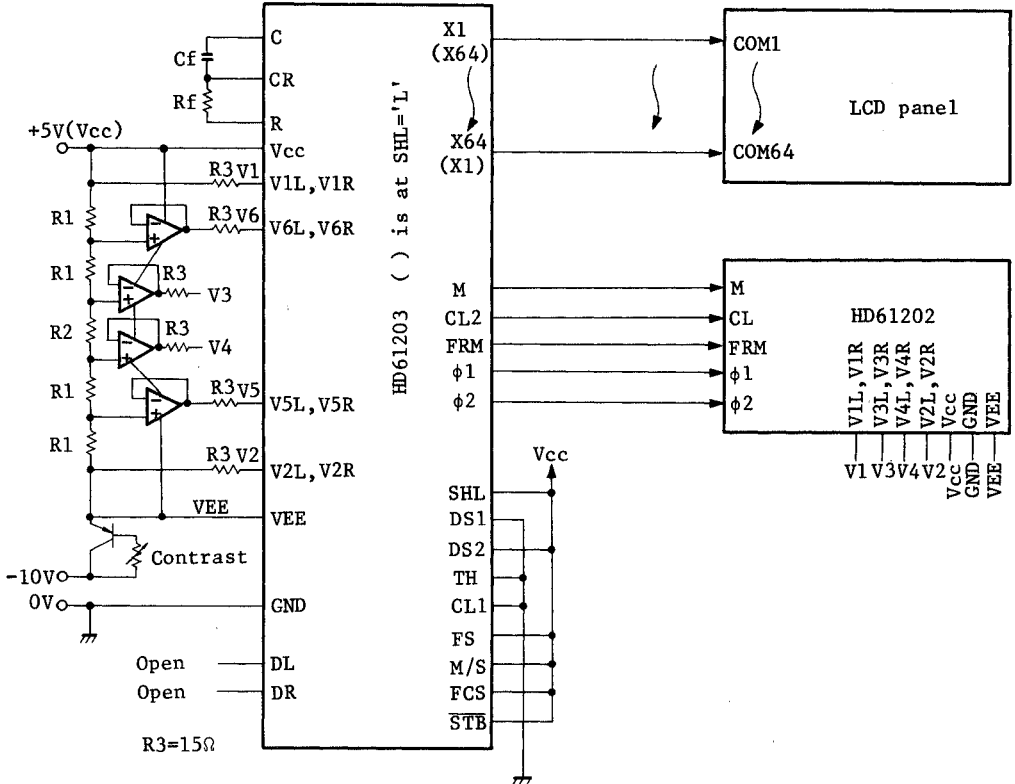 C
Cf
CR
Rf
R
+5V(Vcc)
Vcc
R3 V1
V1L,V1R
R1
R3 V6
V6L,V6R
R1
R3
V3
R2
R3
V4
R1
R3 V5
V5L,V5R
R1
R3 V2
V2L,V2R
VEE
VEE
Contrast
-10V
0V
GND
Open
DL
Open
DR
R3=15Ω
HD61203 ( ) is at SHL='L'
X1
(X64)
X64
(X1)
M
CL2
FRM
φ1
φ2
Vcc
SHL
DS1
DS2
TH
CL1
FS
M/S
FCS
S̅T̅B̅
COM1
LCD panel
COM64
M
HD61202
CL
FRM
φ1
φ2
V1L,V1R
V3L,V3R
V4L,V4R
V2L,V2R
Vcc
GND
VEE
V1 V3 V4 V2
Vcc
GND
VEE